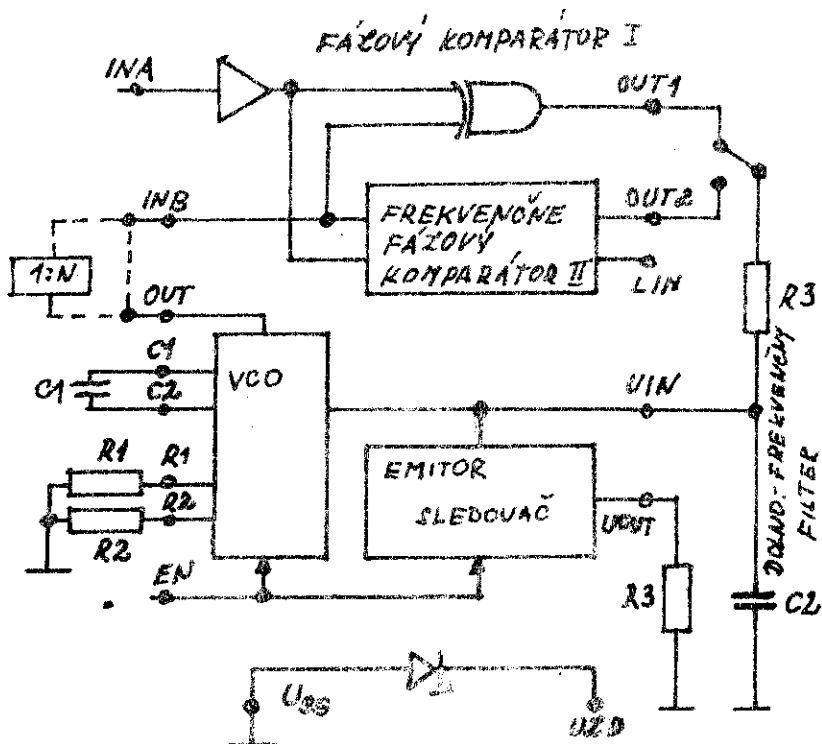 FÁZOVÝ KOMPARÁTOR I
INA
OUT1
INB
FREKVENČNE
FÁZOVÝ
KOMPARÁTOR II
OUT2
LIN
1:N
OUT
R3
C1
C1
C2
VCO
UIN
DOLNO-FREKVENČNÝ
FILTER
R1
R1
R2
R2
EMITOR
SLEDOVAČ
UOUT
EN
R3
C2
USS
UZD